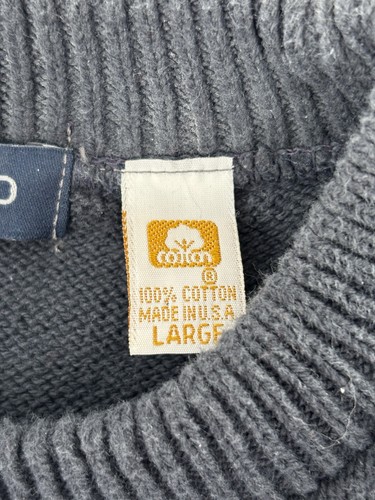 O
cotton
®
100% COTTON
MADE IN U.S.A
LARGE